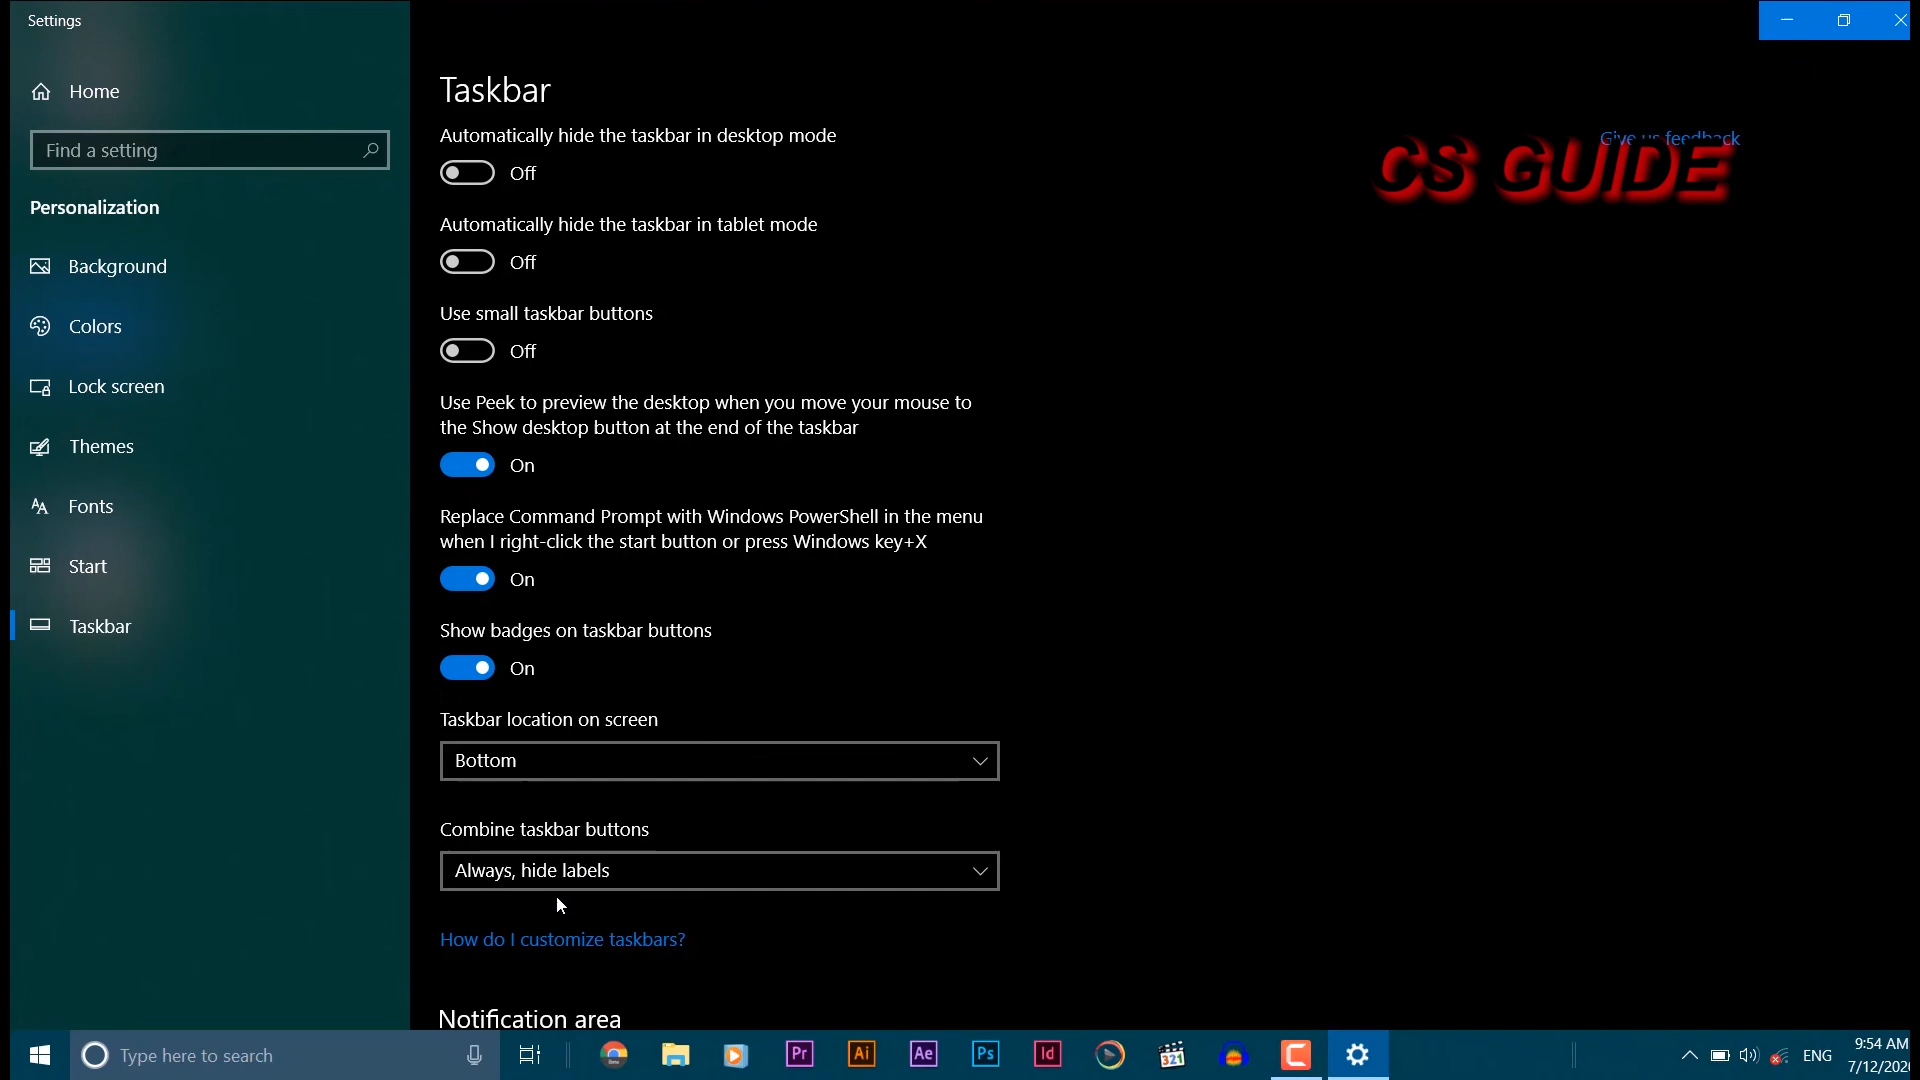 Settings
Home
Find a setting
Personalization
Background
Colors
Lock screen
Themes
Fonts
Start
Taskbar
Taskbar
Automatically hide the taskbar in desktop mode
Off
Automatically hide the taskbar in tablet mode
Off
Use small taskbar buttons
Off
Use Peek to preview the desktop when you move your mouse to
the Show desktop button at the end of the taskbar
On
Replace Command Prompt with Windows PowerShell in the menu
when I right-click the start button or press Windows key+X
On
Show badges on taskbar buttons
On
Taskbar location on screen
Bottom
Combine taskbar buttons
Always, hide labels
How do I customize taskbars?
Notification area
Give us feedback
CS GUIDE
Type here to search
Pr
Ai
Ae
Ps
Id
321
ENG
9:54 AM